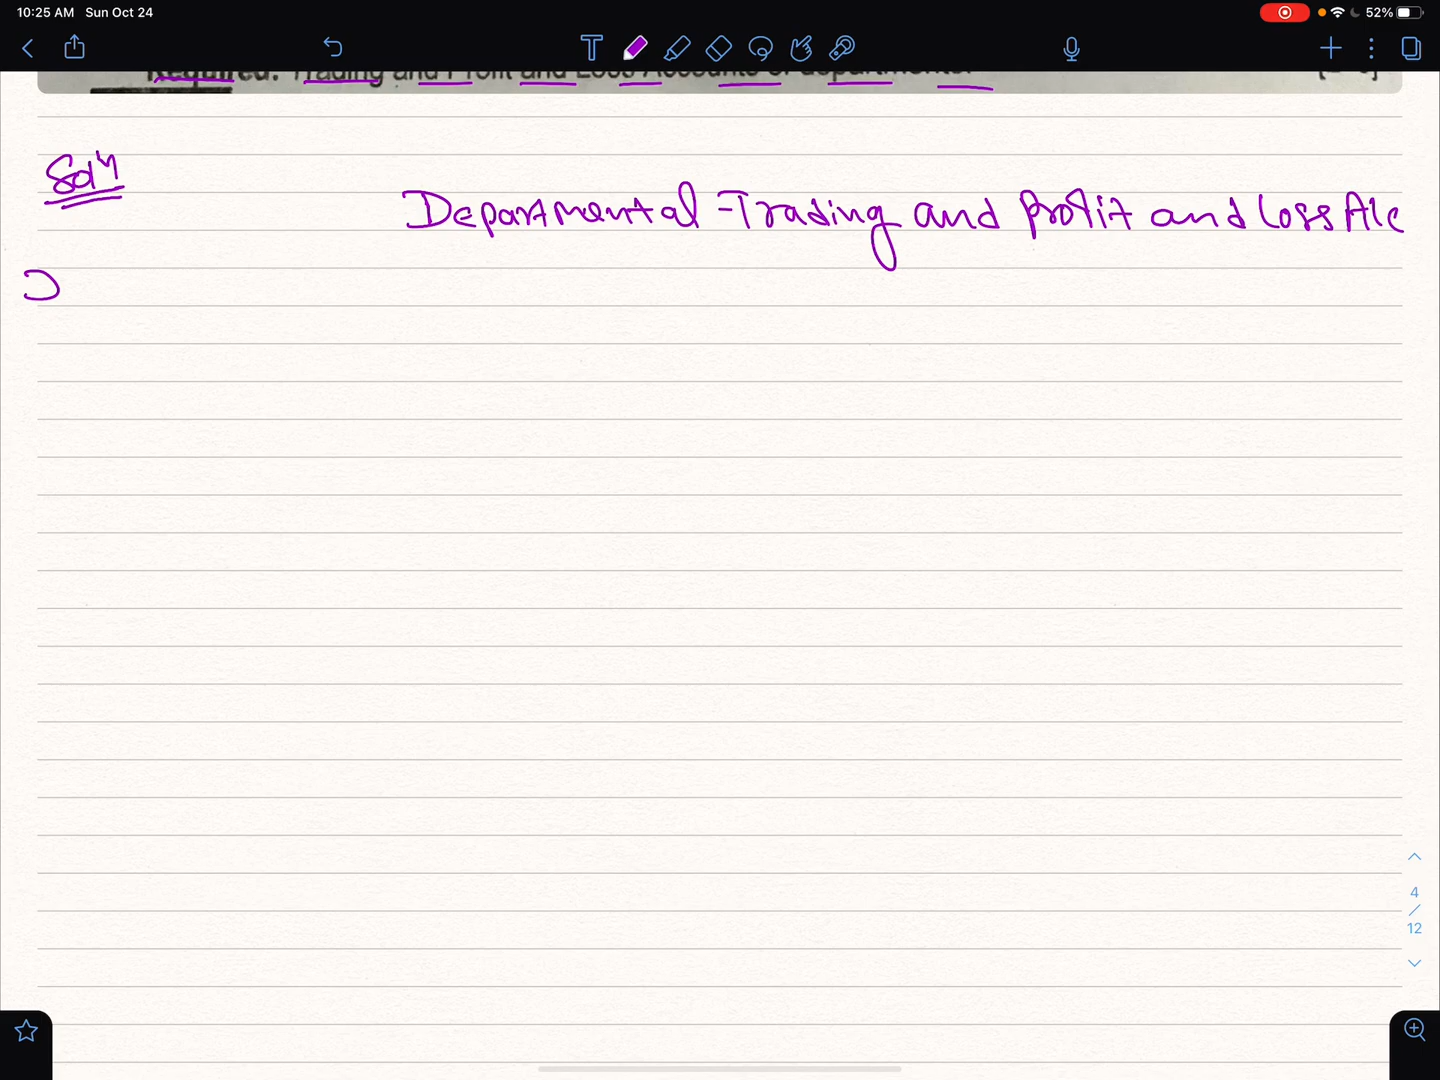 10:25 AM Sun Oct 24 52%
Required: Trading and Profit and Loss Accounts of departments.
Sol'n
Departmental Trading and Profit and Loss A/c
4
/
12